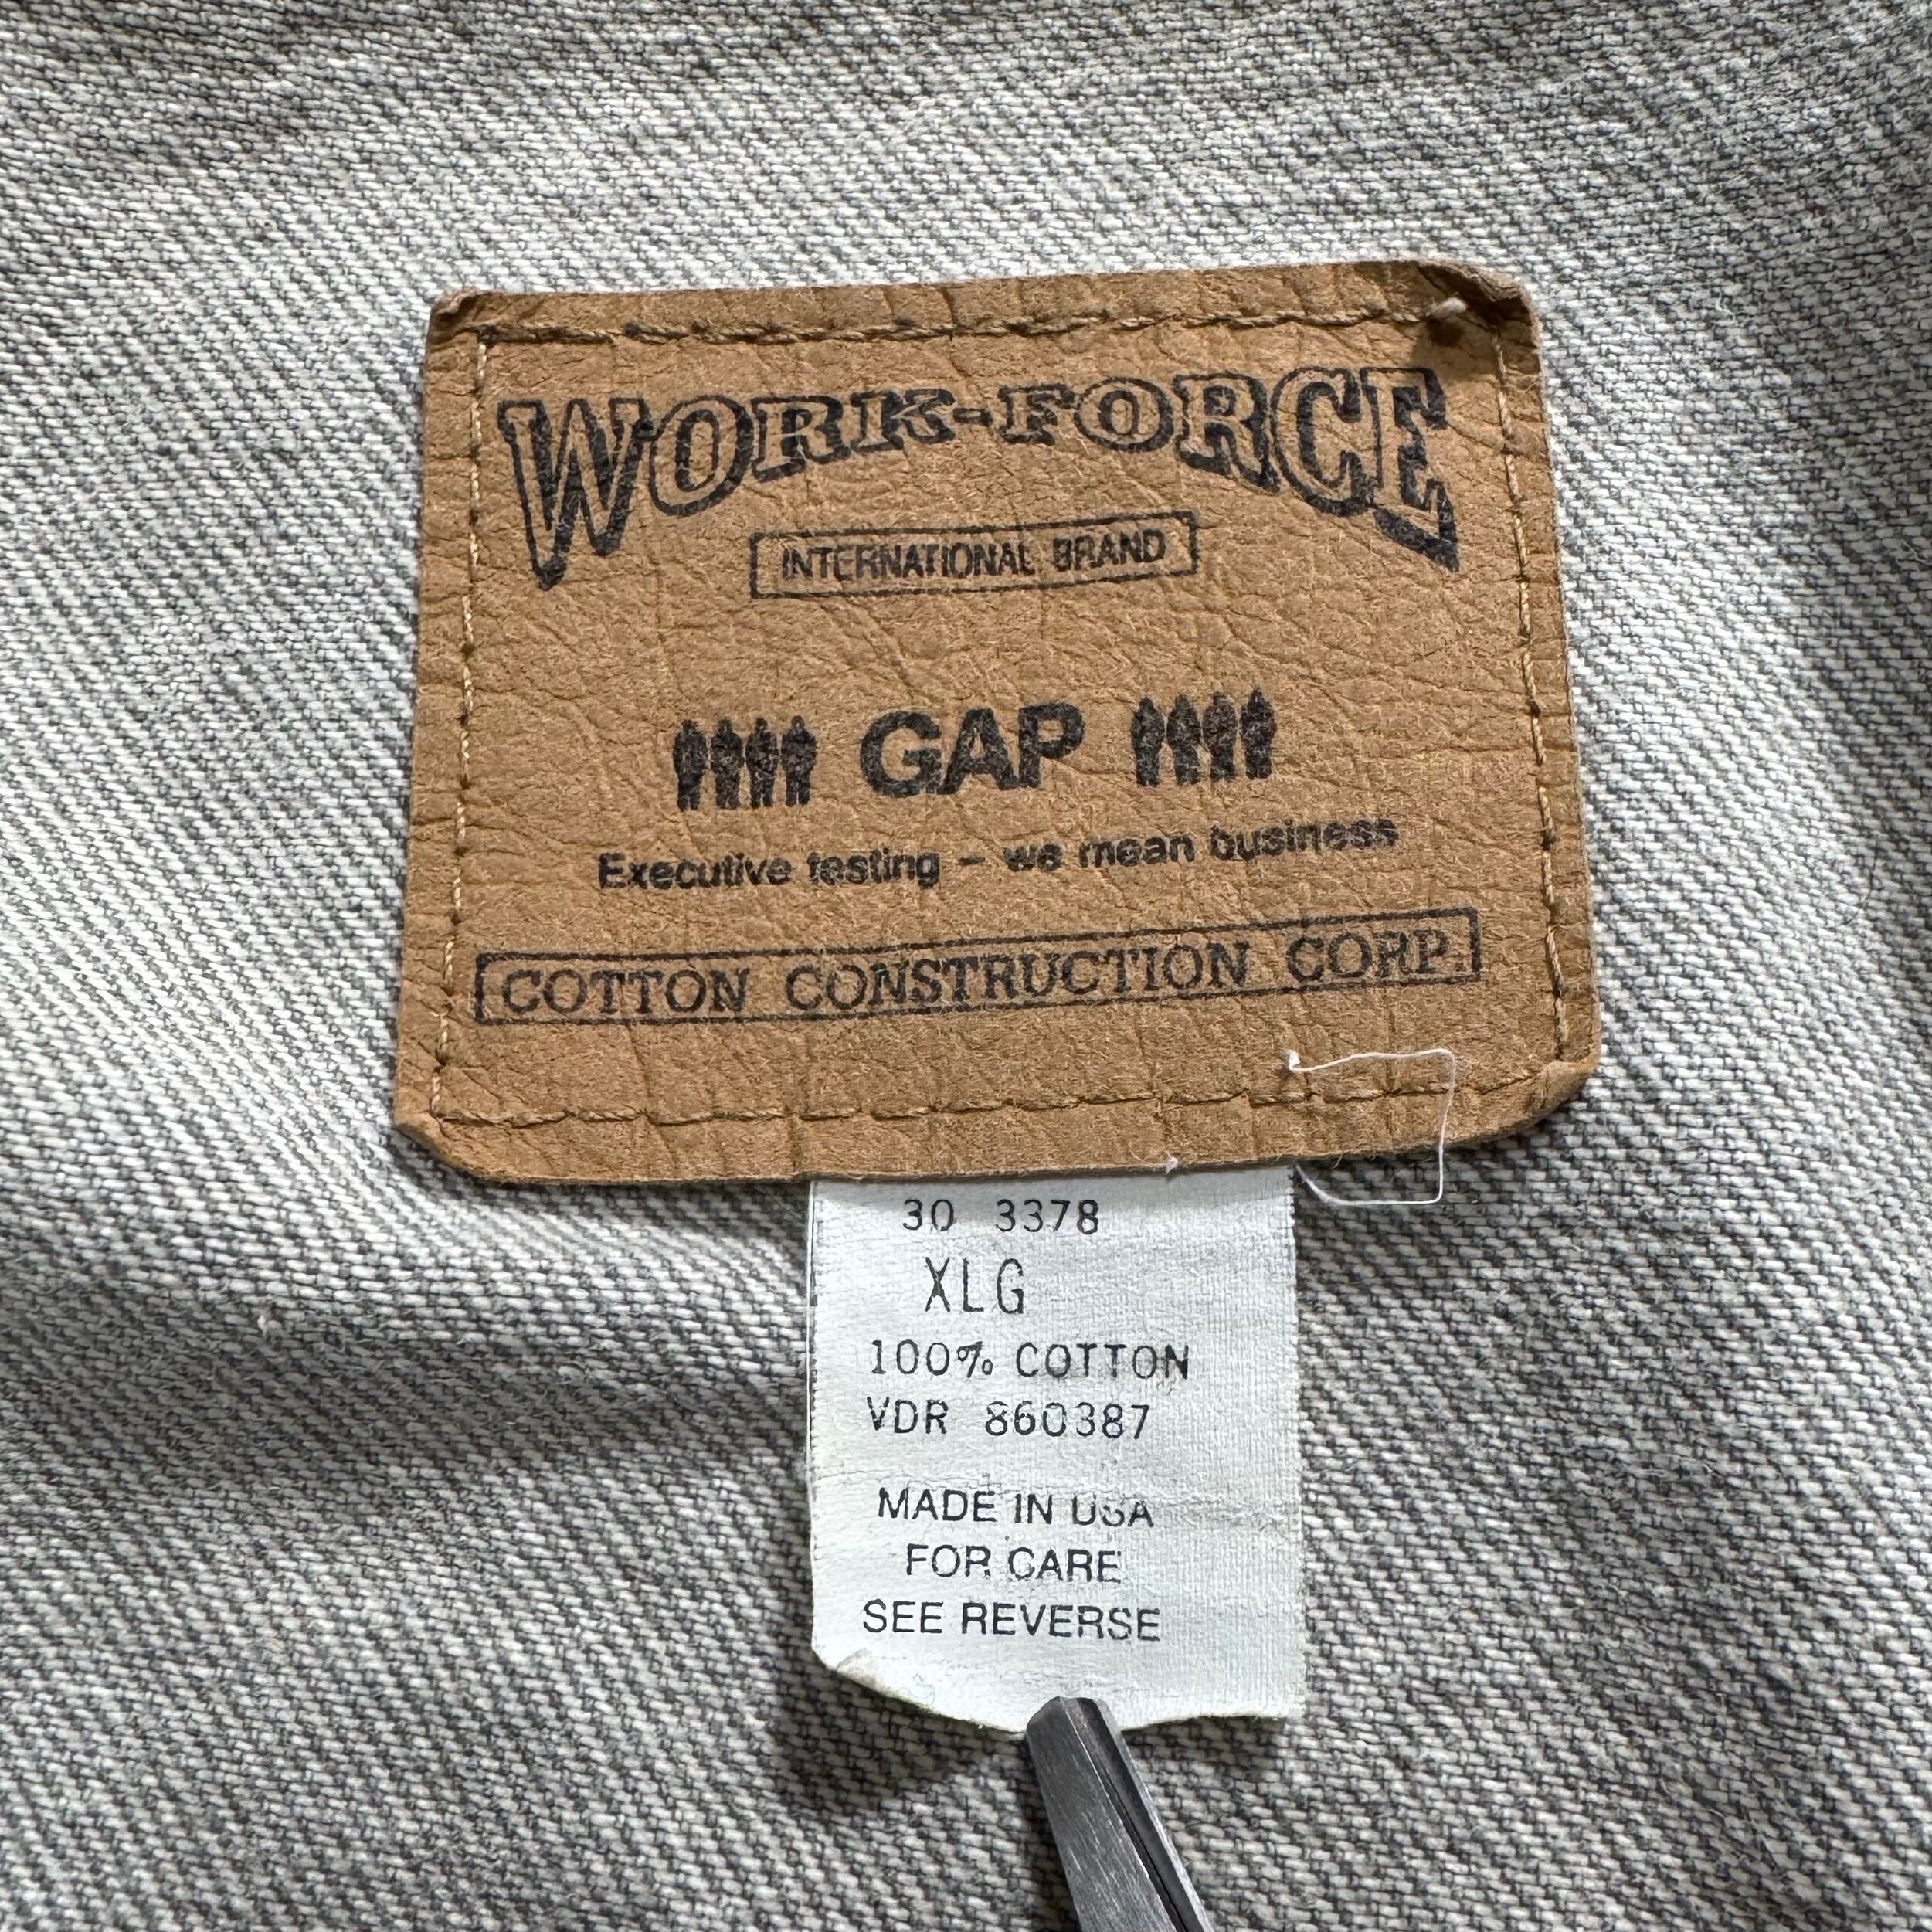 WORK-FORCE
INTERNATIONAL BRAND
GAP
Executive testing – we mean business
COTTON CONSTRUCTION CORP.
30 3378
XLG
100% COTTON
VDR 860387
MADE IN USA
FOR CARE
SEE REVERSE